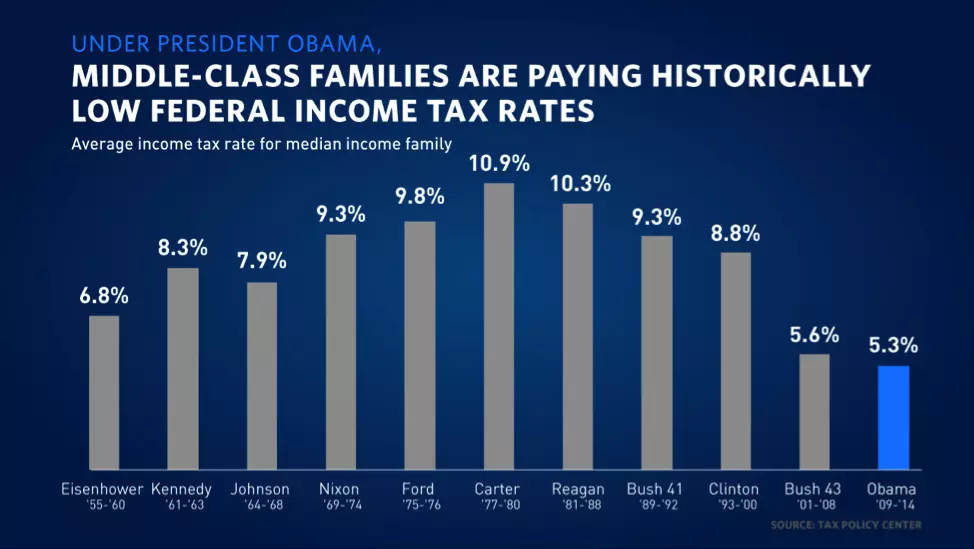 UNDER PRESIDENT OBAMA,
MIDDLE-CLASS FAMILIES ARE PAYING HISTORICALLY
LOW FEDERAL INCOME TAX RATES
Average income tax rate for median income family
6.8%
8.3%
7.9%
9.3%
9.8%
10.9%
10.3%
9.3%
8.8%
5.6%
5.3%
Eisenhower Kennedy Johnson Nixon Ford Carter Reagan Bush 41 Clinton Bush 43 Obama
'55-'60 '61-'63 '64-'68 '69-'74 '75-'76 '77-'80 '81-'88 '89-'92 '93-'00 '01-'08 '09-'14
SOURCE: TAX POLICY CENTER